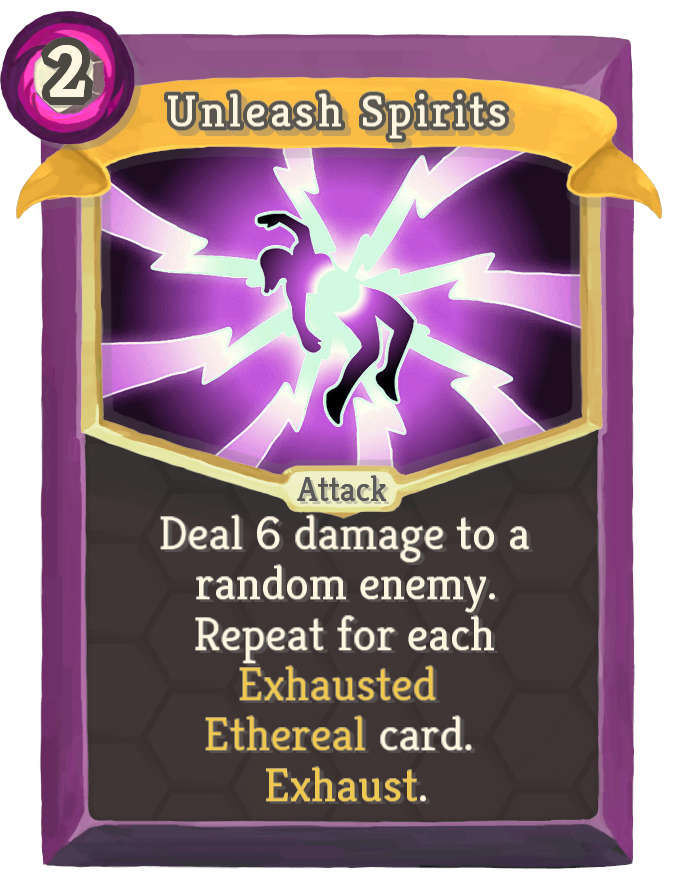 2
Unleash Spirits
Attack
Deal 6 damage to a
random enemy.
Repeat for each
Exhausted
Ethereal card.
Exhaust.